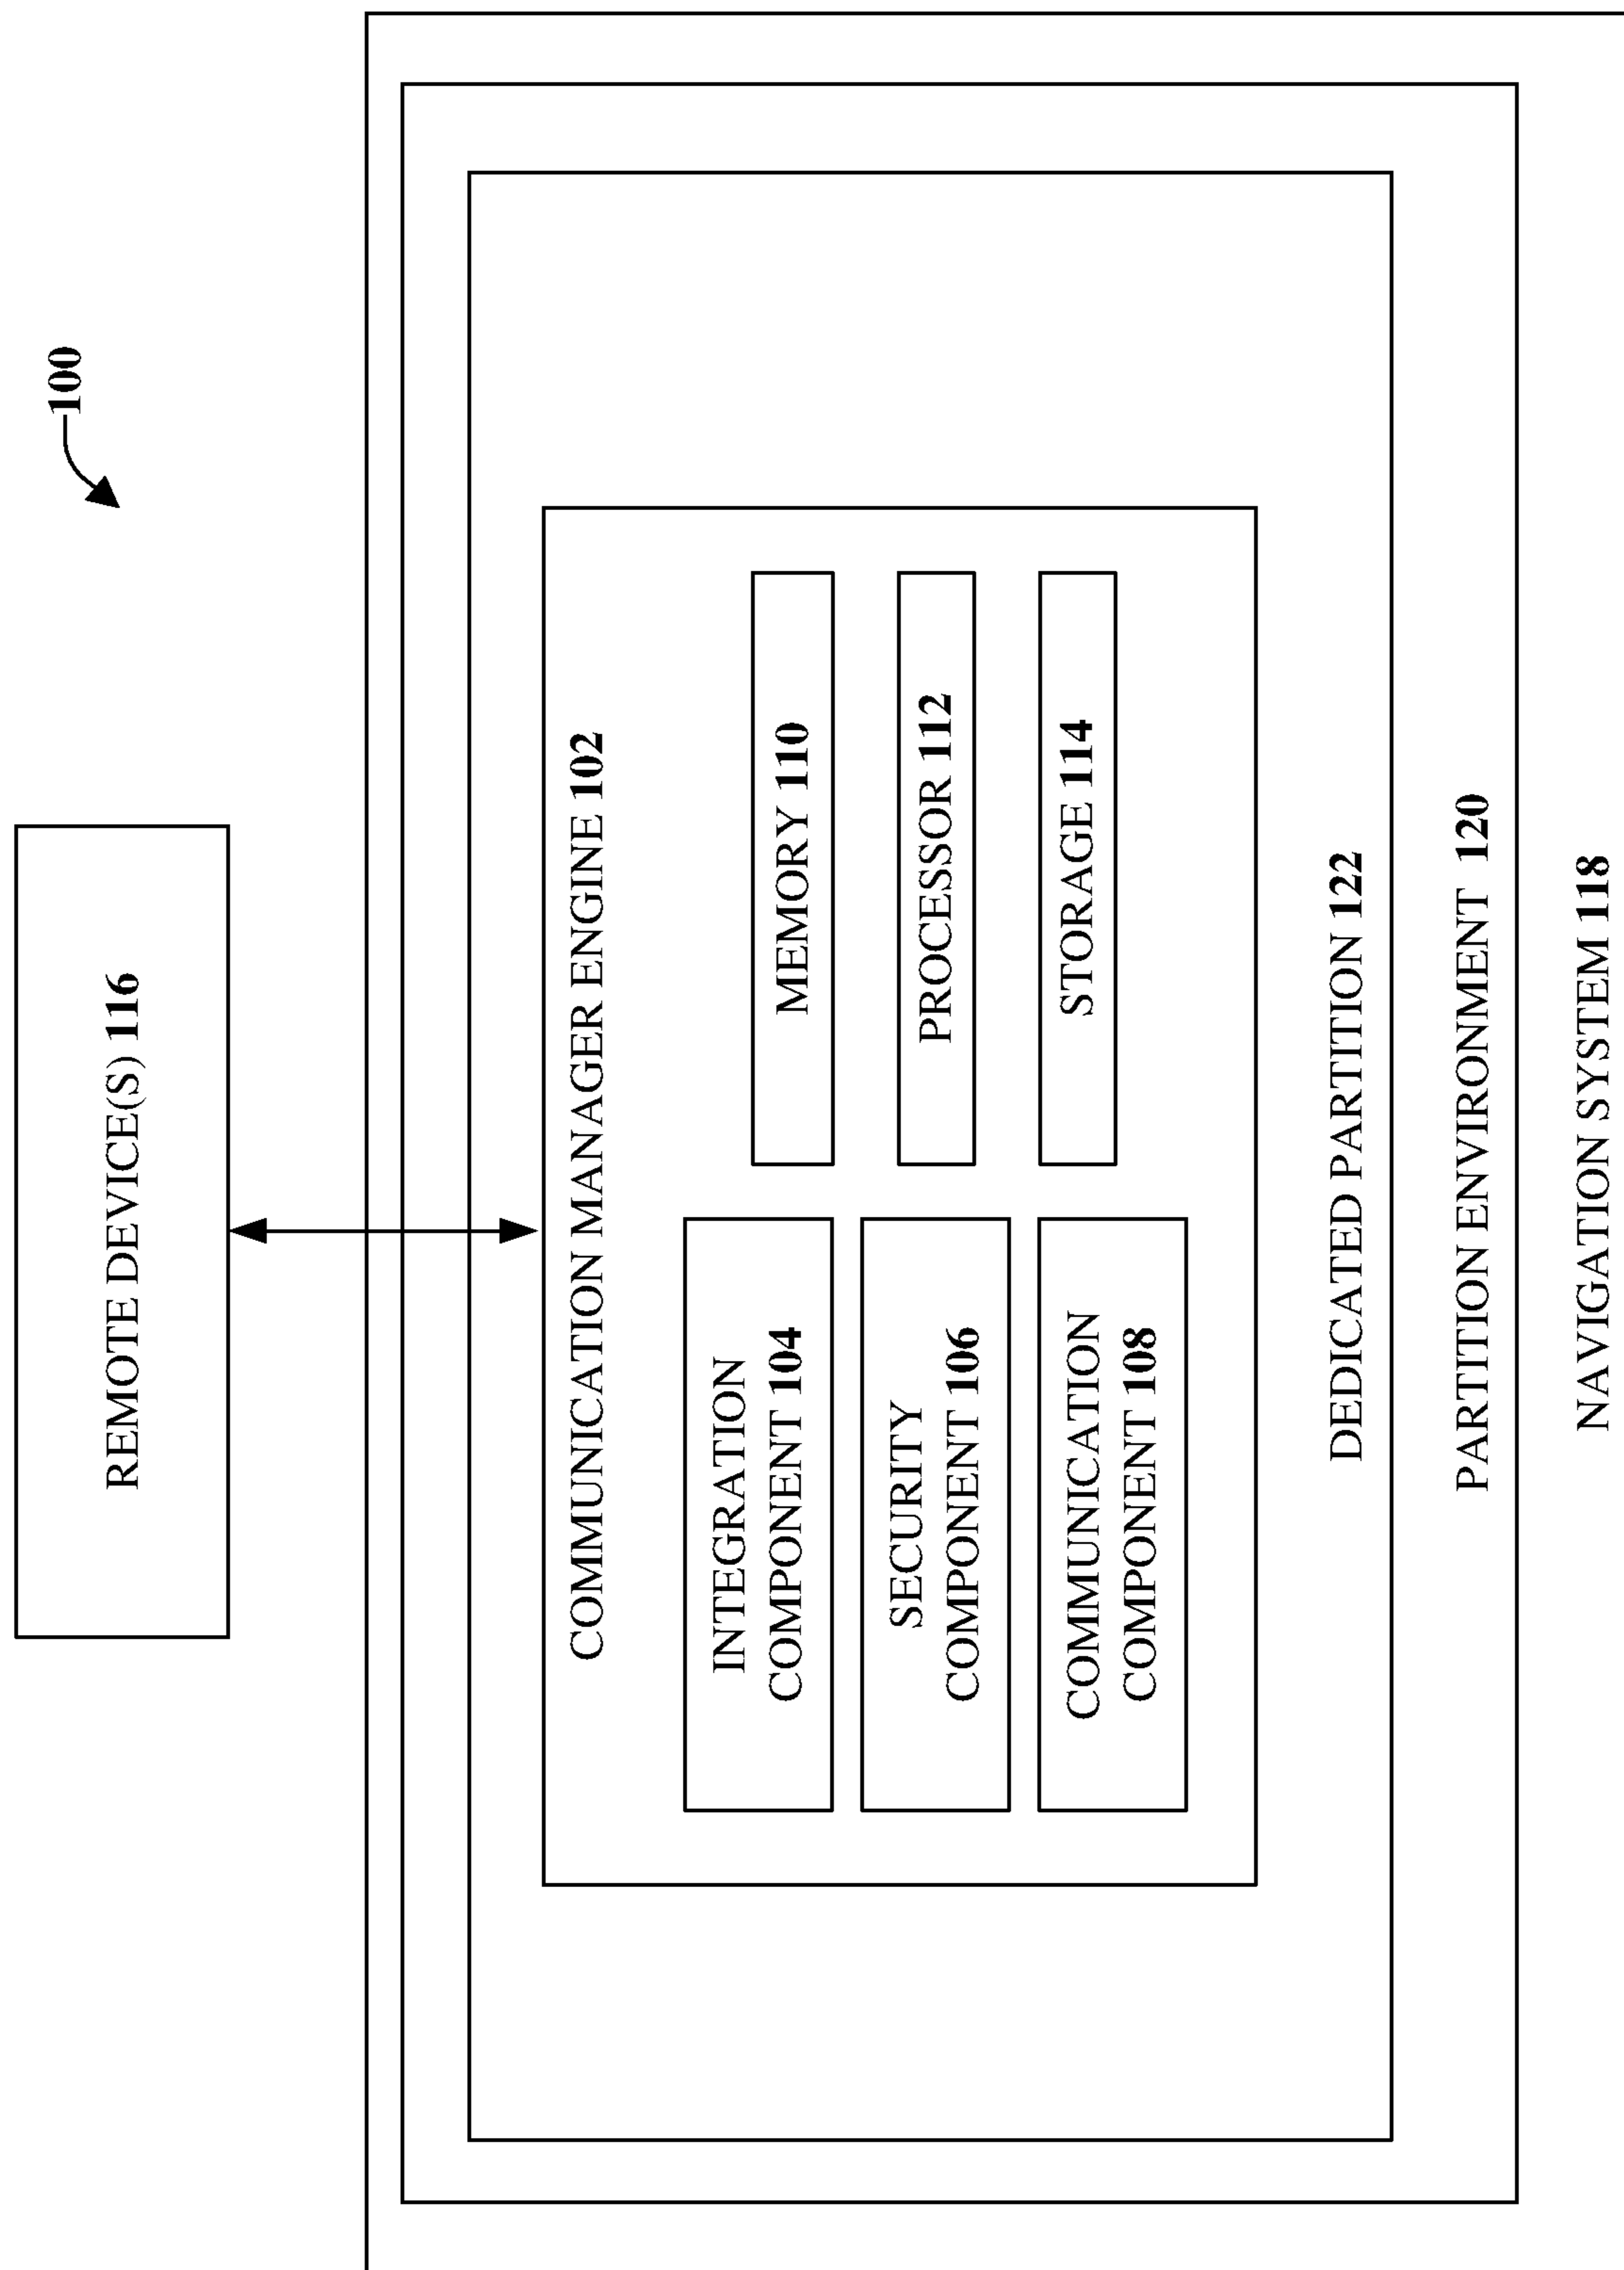 100
REMOTE DEVICE(S) 116
COMMUNICATION MANAGER ENGINE 102
INTEGRATION
COMPONENT 104
MEMORY 110
SECURITY
COMPONENT 106
PROCESSOR 112
COMMUNICATION
COMPONENT 108
STORAGE 114
DEDICATED PARTITION 122
PARTITION ENVIRONMENT 120
NAVIGATION SYSTEM 118